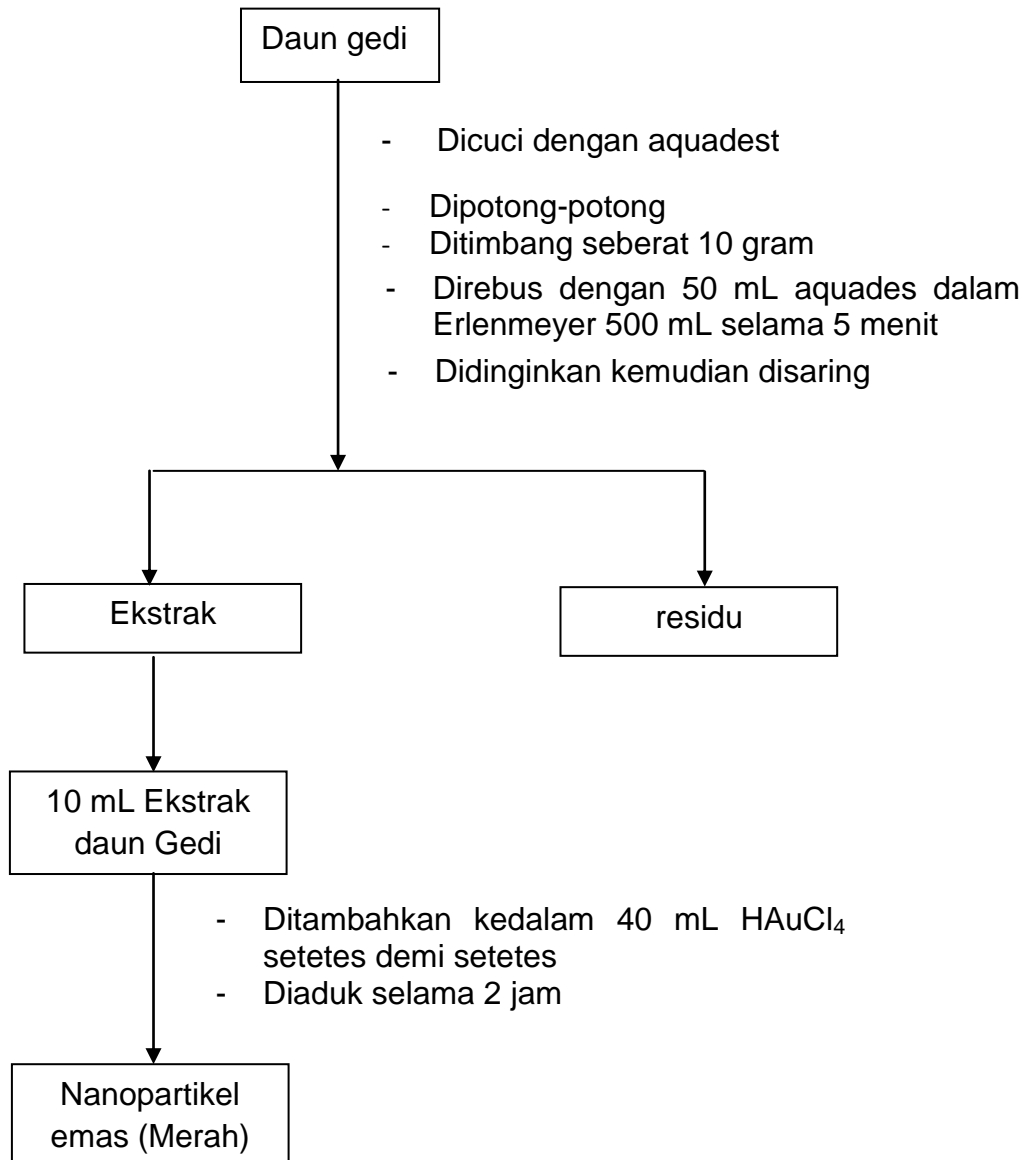 Daun gedi
- Dicuci dengan aquadest
- Dipotong-potong
- Ditimbang seberat 10 gram
- Direbus dengan 50 mL aquades dalam
Erlenmeyer 500 mL selama 5 menit
- Didinginkan kemudian disaring
Ekstrak
residu
10 mL Ekstrak
daun Gedi
- Ditambahkan kedalam 40 mL HAuCl₄
setetes demi setetes
- Diaduk selama 2 jam
Nanopartikel
emas (Merah)